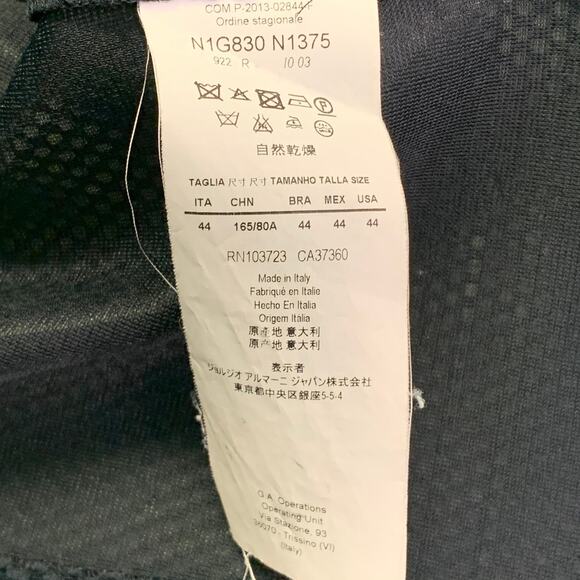 COM P-2013-02844-F
Ordine stagionale
N1G830 N1375
922 R 10 03
自然乾燥
TAGLIA 尺寸 尺寸 TAMANHO TALLA SIZE
ITA CHN BRA MEX USA
44 165/80A 44 44 44
RN103723 CA37360
Made in Italy
Fabriqué en Italie
Hecho En Italia
Origem Italia
原产地 意大利
原产地 意大利
表示者
ジョルジオ アルマーニ ジャパン株式会社
東京都中央区銀座5-5-4
G.A. Operations
Operating Unit
Via Stazione, 93
36070 - Trissino (VI)
(Italy)